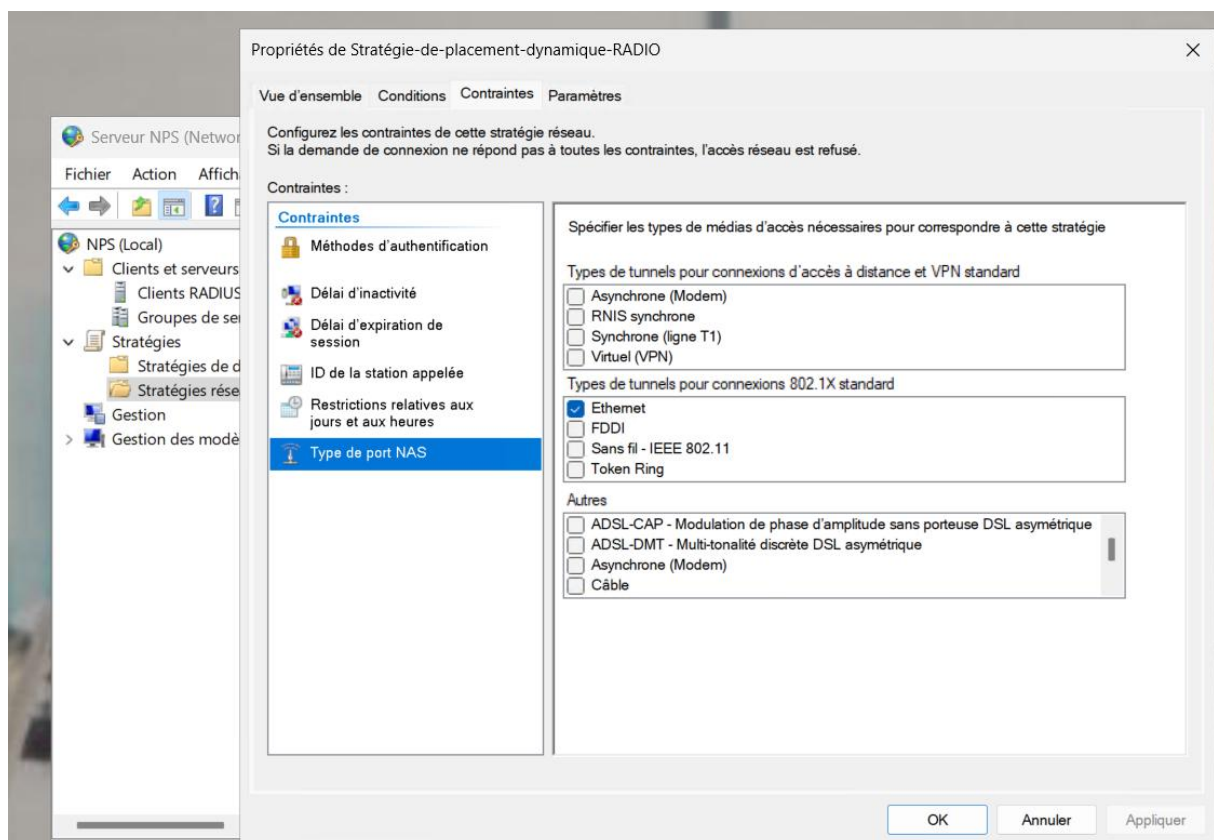 Propriétés de Stratégie-de-placement-dynamique-RADIO
Vue d'ensemble Conditions Contraintes Paramètres
Configurez les contraintes de cette stratégie réseau.
Si la demande de connexion ne répond pas à toutes les contraintes, l'accès réseau est refusé.
Contraintes :
Contraintes
Méthodes d'authentification
Délai d'inactivité
Délai d'expiration de
session
ID de la station appelée
Restrictions relatives aux
jours et aux heures
Type de port NAS
Spécifier les types de médias d'accès nécessaires pour correspondre à cette stratégie
Types de tunnels pour connexions d'accès à distance et VPN standard
Asynchrone (Modem)
RNIS synchrone
Synchrone (ligne T1)
Virtuel (VPN)
Types de tunnels pour connexions 802.1X standard
Ethernet
FDDI
Sans fil - IEEE 802.11
Token Ring
Autres
ADSL-CAP - Modulation de phase d'amplitude sans porteuse DSL asymétrique
ADSL-DMT - Multi-tonalité discrète DSL asymétrique
Asynchrone (Modem)
Câble
OK Annuler Appliquer
Serveur NPS (Networ
Fichier Action Affich
NPS (Local)
Clients et serveurs
Clients RADIUS
Groupes de ser
Stratégies
Stratégies de d
Stratégies rése
Gestion
Gestion des modè